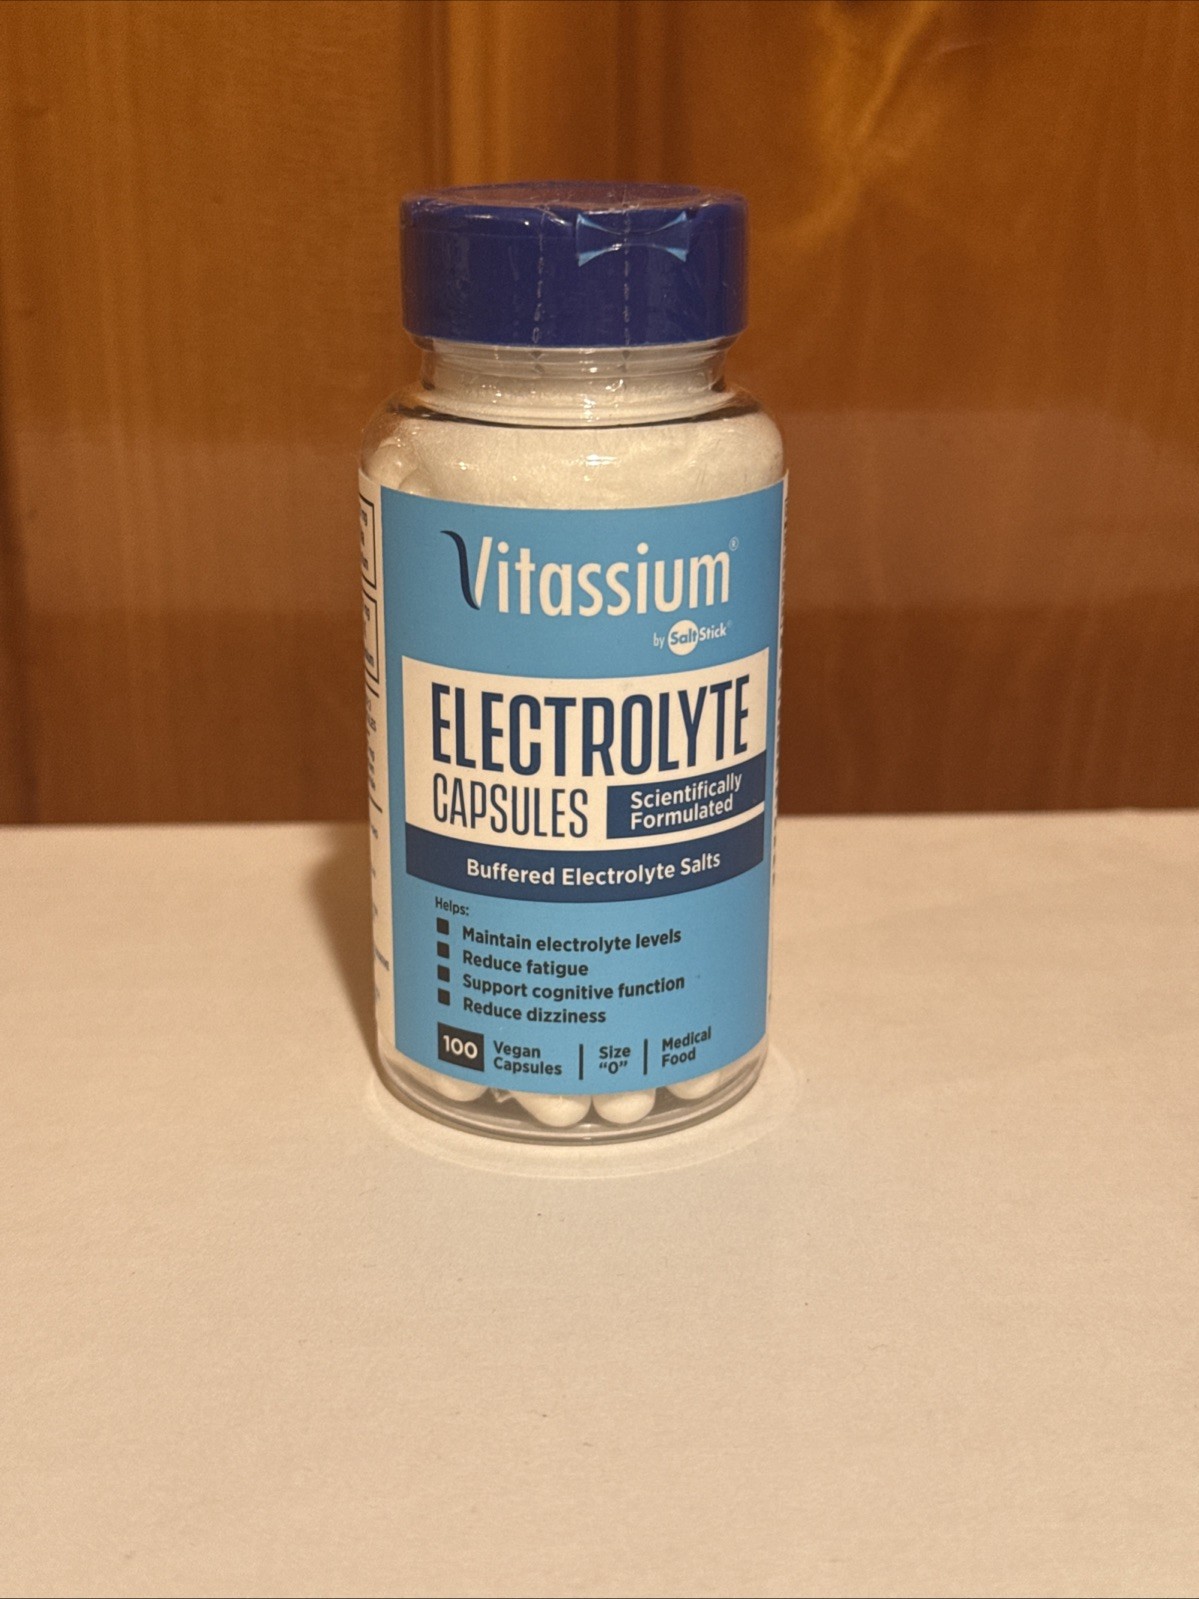 Vitassium®
by SaltStick®
ELECTROLYTE
CAPSULES
Scientifically
Formulated
Buffered Electrolyte Salts
Helps:
Maintain electrolyte levels
Reduce fatigue
Support cognitive function
Reduce dizziness
100
Vegan
Capsules
Size
"0"
Medical
Food